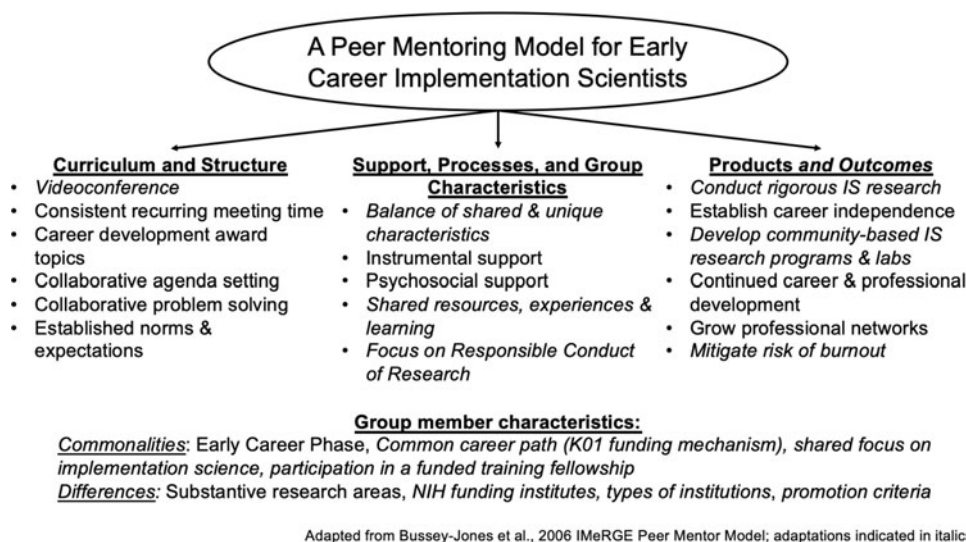 A Peer Mentoring Model for Early
Career Implementation Scientists
Curriculum and Structure
• Videoconference
• Consistent recurring meeting time
• Career development award
topics
• Collaborative agenda setting
• Collaborative problem solving
• Established norms &
expectations
Support, Processes, and Group
Characteristics
• Balance of shared & unique
characteristics
• Instrumental support
• Psychosocial support
• Shared resources, experiences &
learning
• Focus on Responsible Conduct
of Research
Products and Outcomes
• Conduct rigorous IS research
• Establish career independence
• Develop community-based IS
research programs & labs
• Continued career & professional
development
• Grow professional networks
• Mitigate risk of burnout
Group member characteristics:
Commonalities: Early Career Phase, Common career path (K01 funding mechanism), shared focus on
implementation science, participation in a funded training fellowship
Differences: Substantive research areas, NIH funding institutes, types of institutions, promotion criteria
Adapted from Bussey-Jones et al., 2006 IMeRGE Peer Mentor Model; adaptations indicated in italic